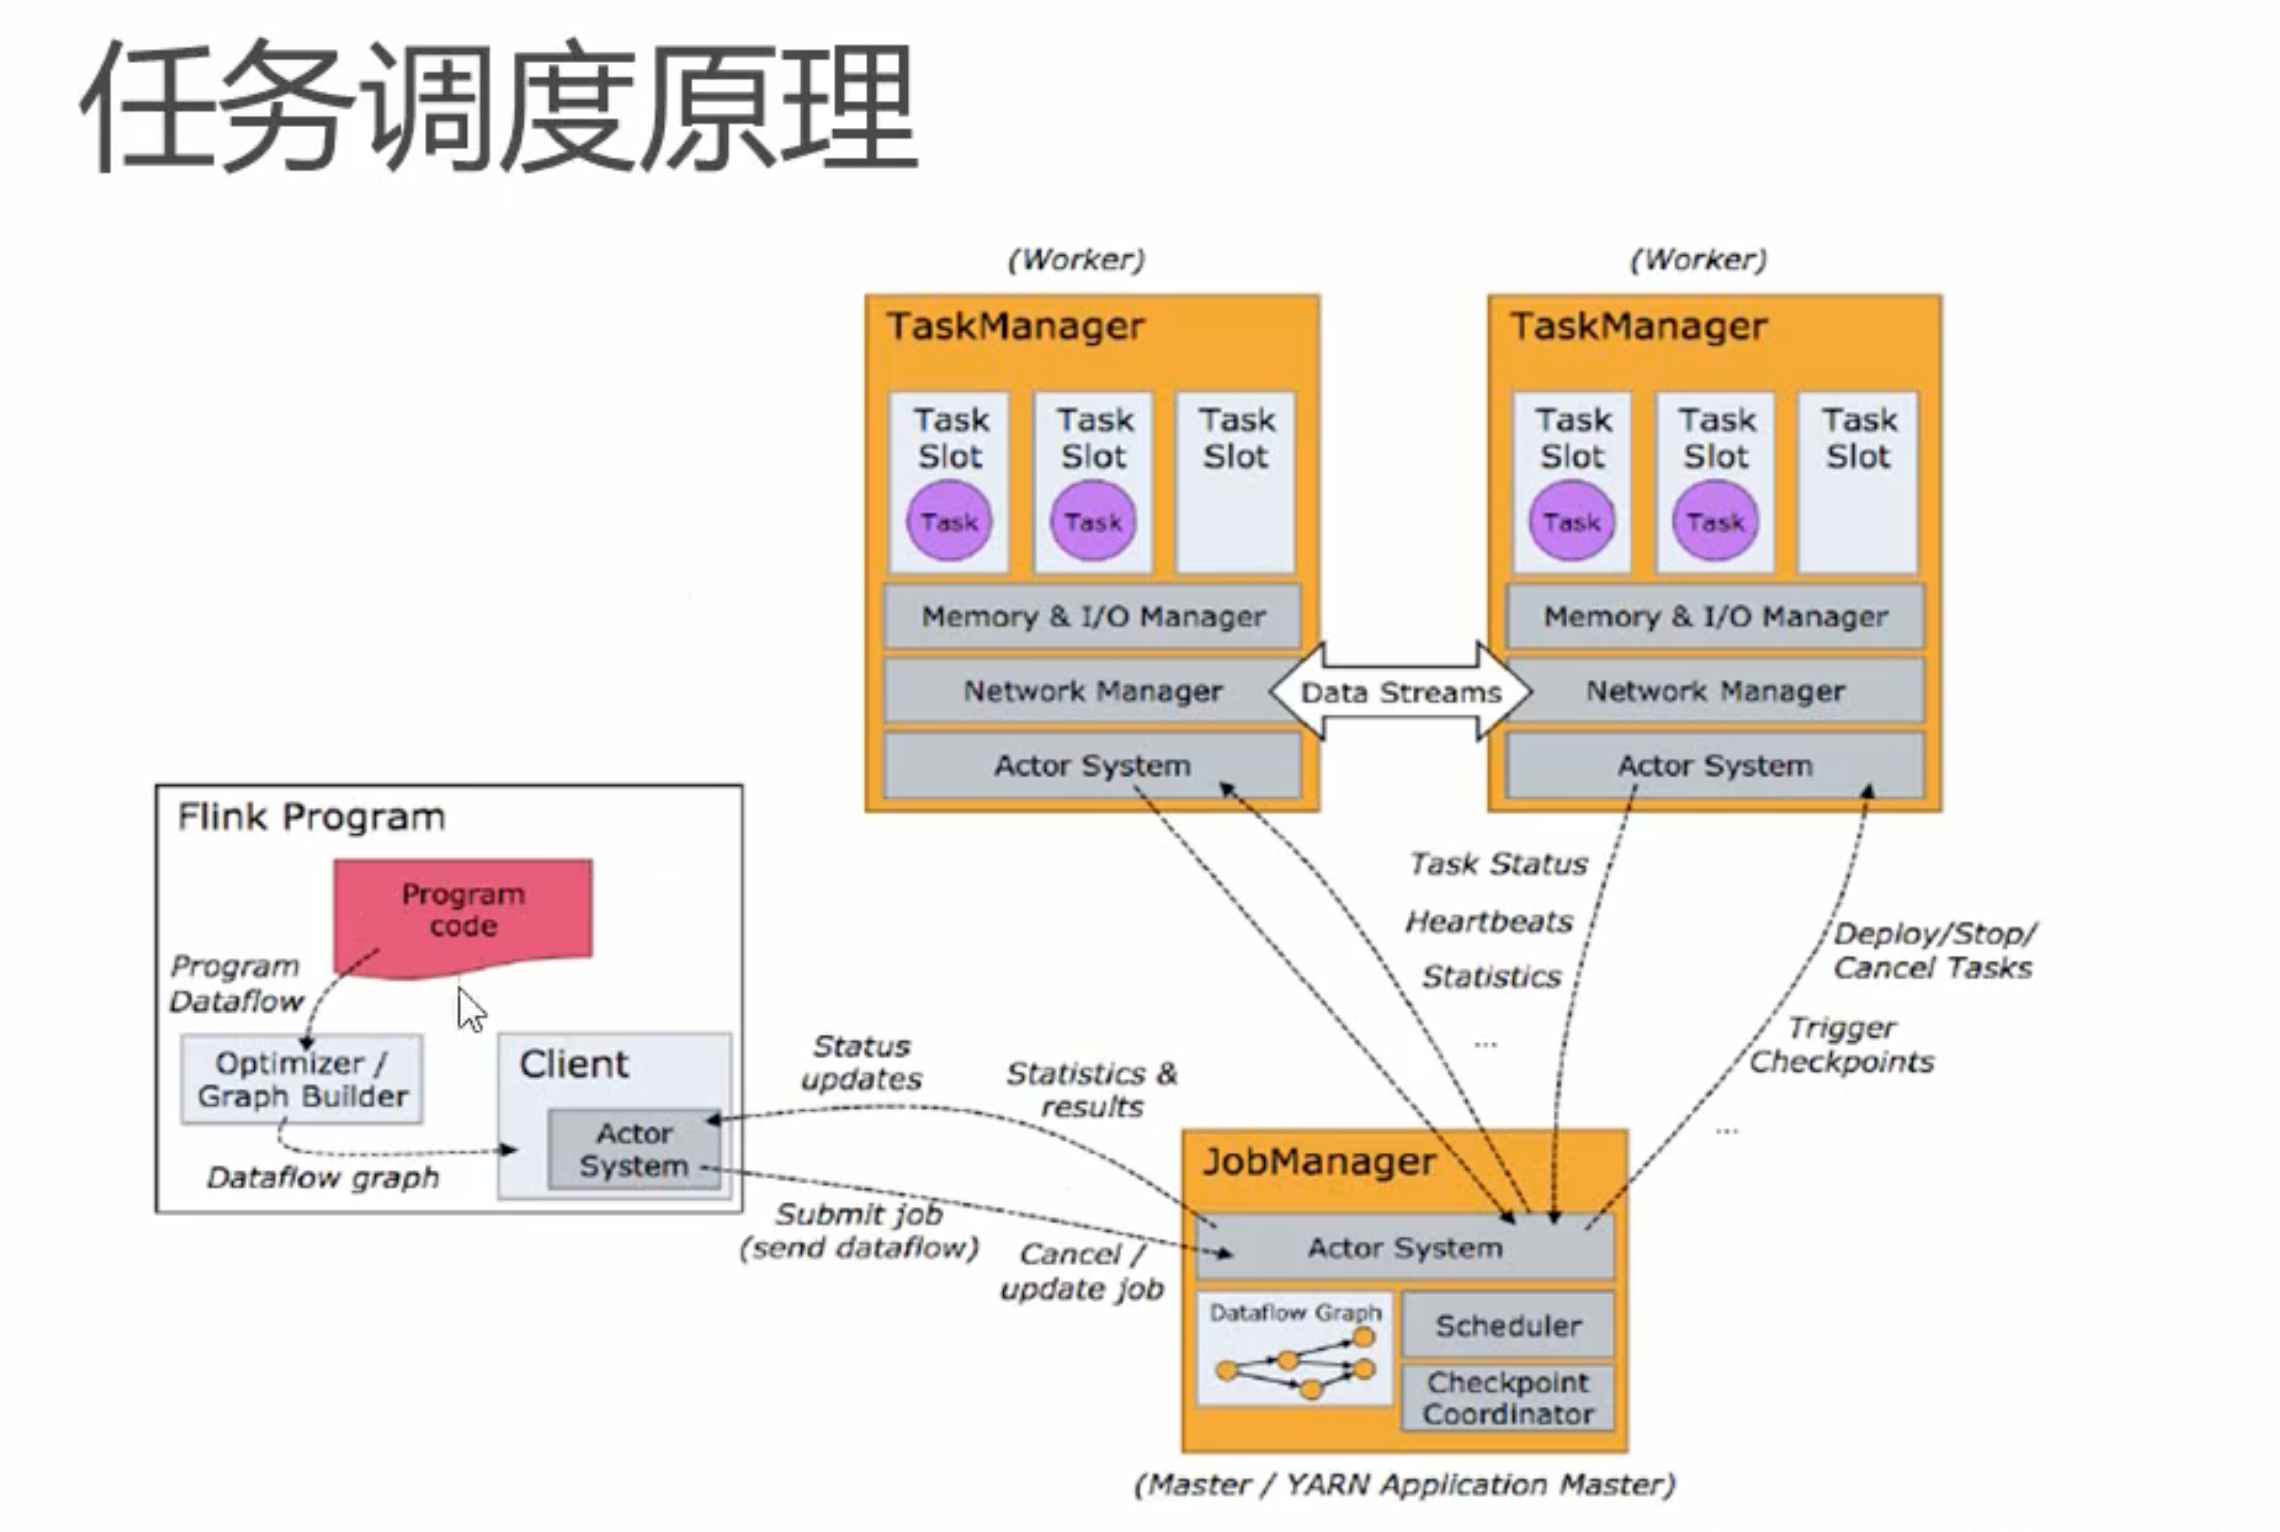 任务调度原理
(Worker)
(Worker)
TaskManager
Task
Slot
Task
Task
Slot
Task
Task
Slot
Memory & I/O Manager
Network Manager
Actor System
Data Streams
TaskManager
Task
Slot
Task
Task
Slot
Task
Task
Slot
Memory & I/O Manager
Network Manager
Actor System
Flink Program
Program
code
Program
Dataflow
Optimizer /
Graph Builder
Dataflow graph
Client
Actor
System
Status
updates
Statistics &
results
Submit job
(send dataflow)
Cancel /
update job
Task Status
Heartbeats
Statistics
...
Deploy/Stop/
Cancel Tasks
Trigger
Checkpoints
...
JobManager
Actor System
Dataflow Graph
Scheduler
Checkpoint
Coordinator
(Master / YARN Application Master)